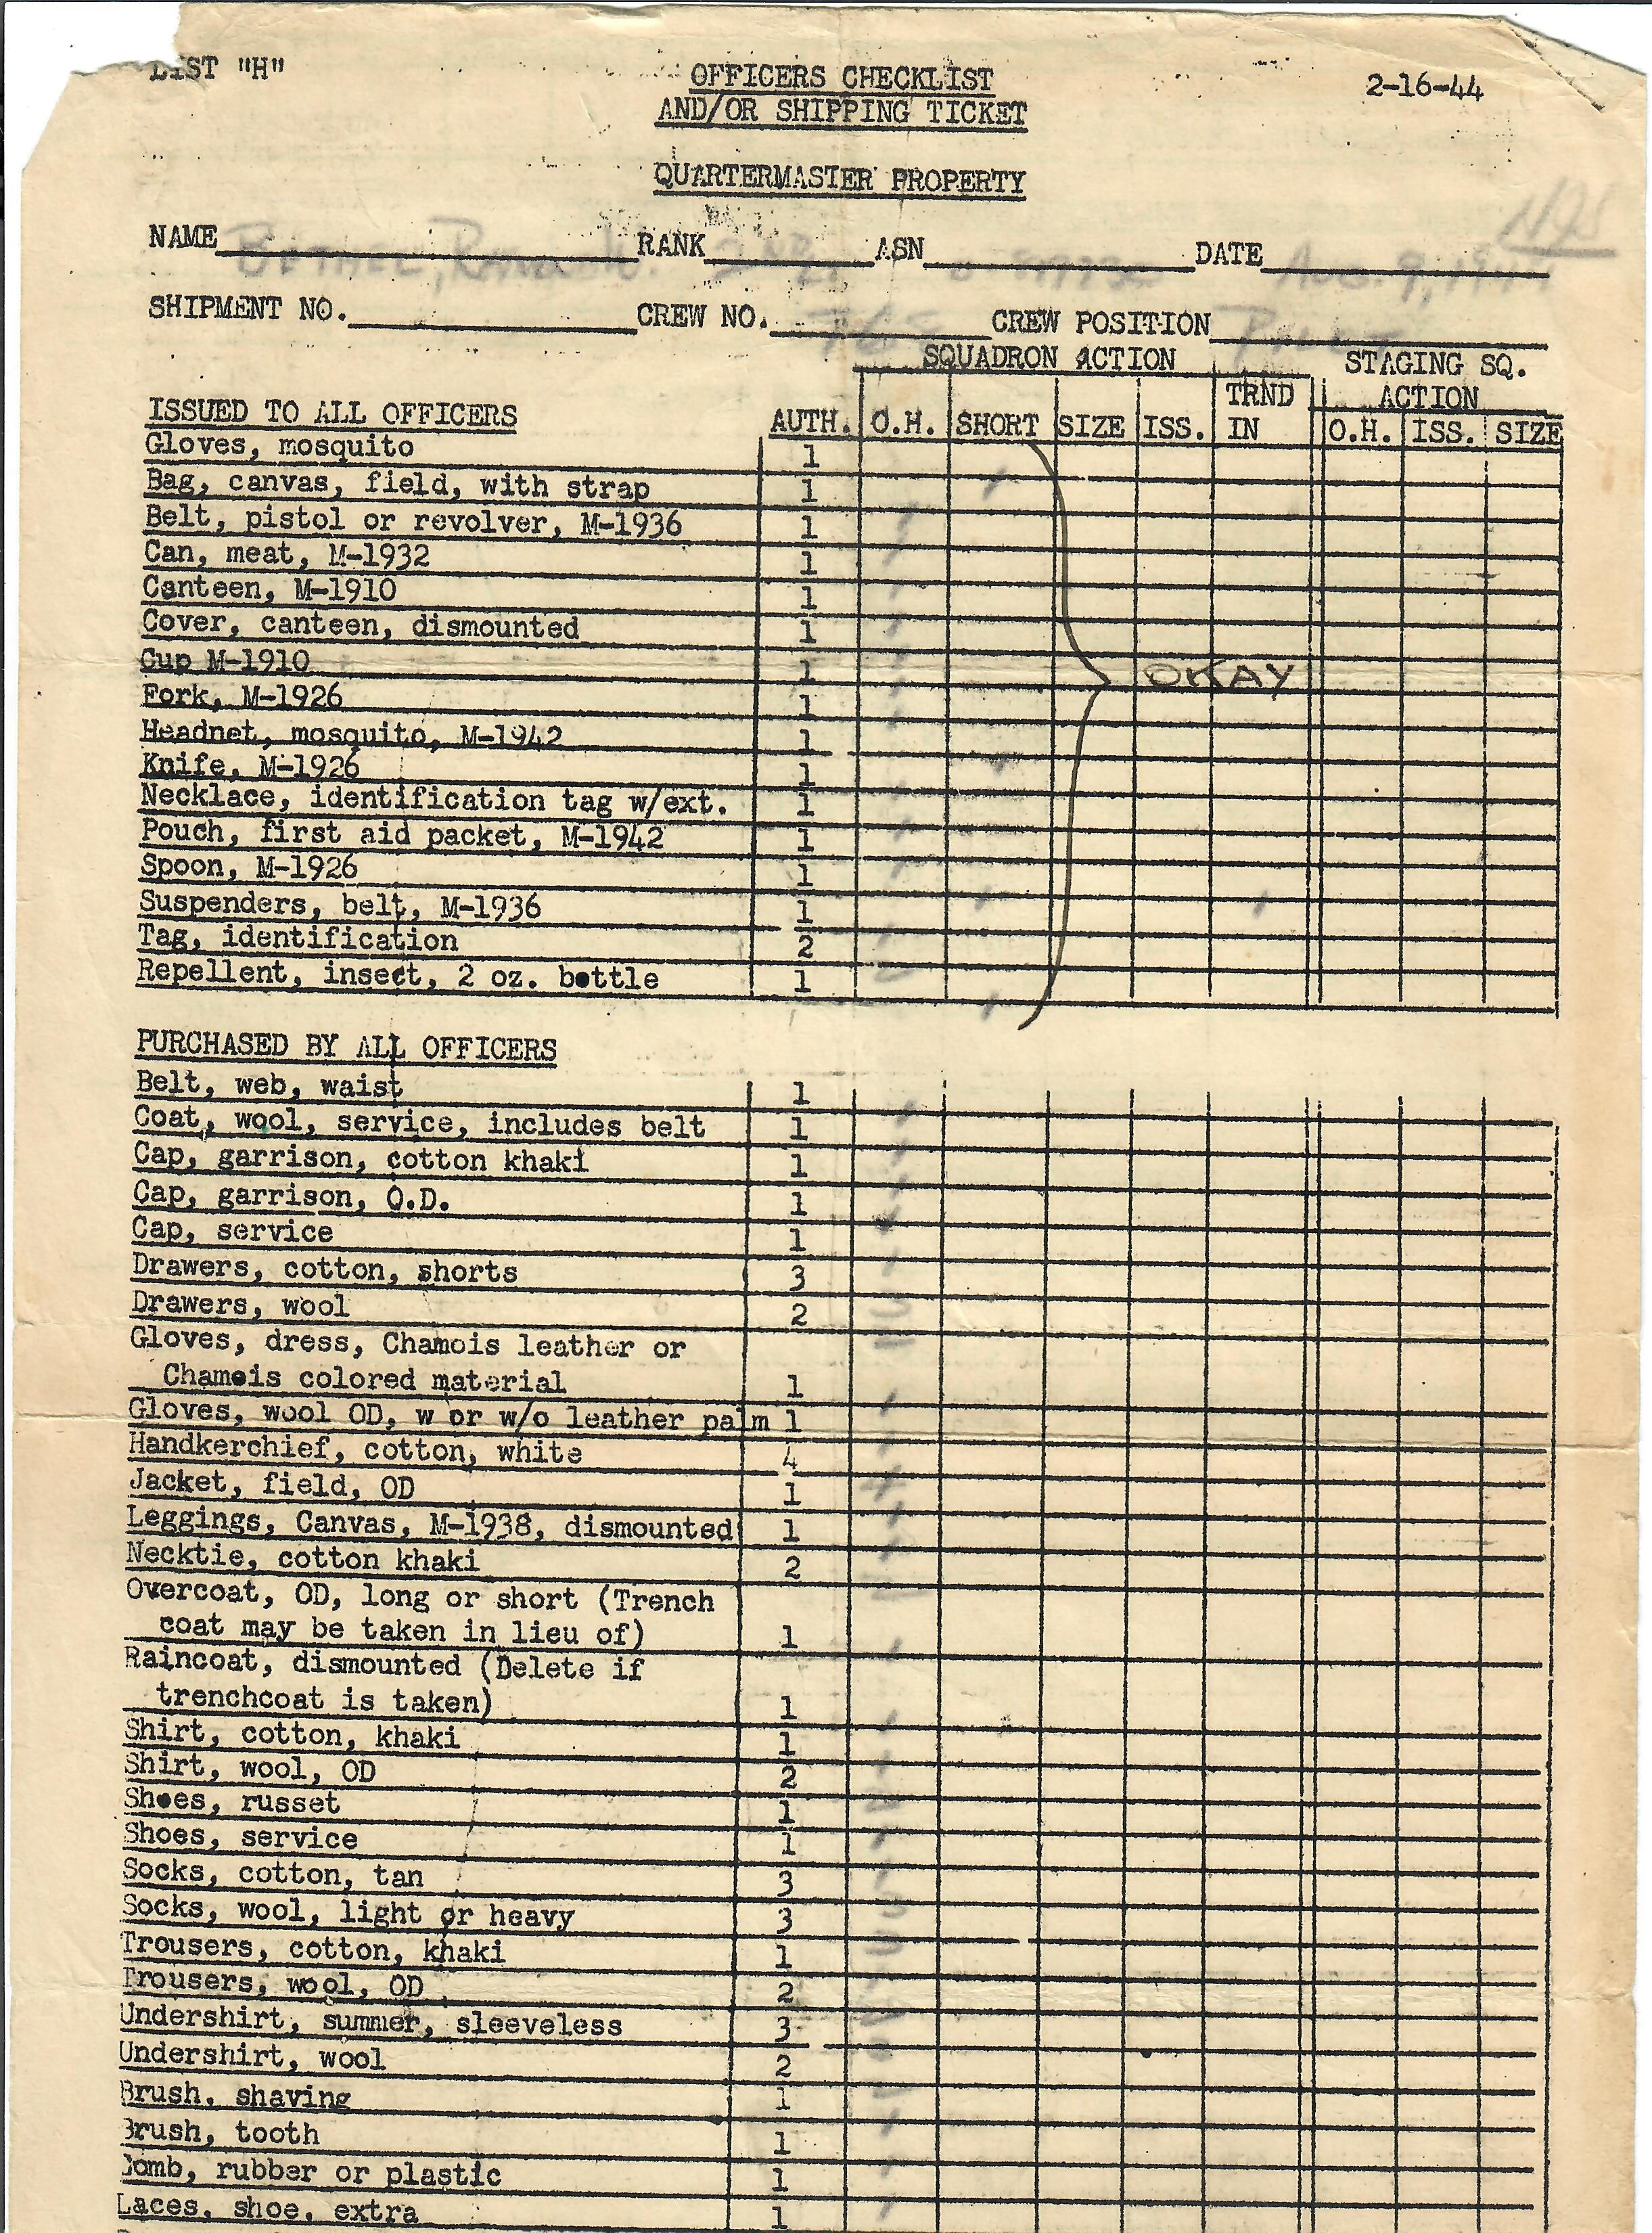 LIST "H"
OFFICERS CHECKLIST
2-16-44
AND/OR SHIPPING TICKET
QUARTERMASTER PROPERTY
NAME RANK 2ND LT ASN DATE Aug. 9, 1944
SHIPMENT NO. CREW NO. CREW POSITION PILOT
SQUADRON ACTION STAGING SQ.
TRND ACTION
ISSUED TO ALL OFFICERS AUTH. O.H. SHORT SIZE ISS. IN O.H. ISS. SIZE
Gloves, mosquito 1
Bag, canvas, field, with strap 1
Belt, pistol or revolver, M-1936 1
Can, meat, M-1932 1
Canteen, M-1910 1
Cover, canteen, dismounted 1
Cup M-1910 1 OKAY
Fork, M-1926 1
Headnet, mosquito, M-1942 1
Knife, M-1926 1
Necklace, identification tag w/ext. 1
Pouch, first aid packet, M-1942 1
Spoon, M-1926 1
Suspenders, belt, M-1936 1
Tag, identification 2
Repellent, insect, 2 oz. bottle 1
PURCHASED BY ALL OFFICERS
Belt, web, waist 1
Coat, wool, service, includes belt 1
Cap, garrison, cotton khaki 1
Cap, garrison, O.D. 1
Cap, service 1
Drawers, cotton, shorts 3
Drawers, wool 2
Gloves, dress, Chamois leather or
Chamois colored material 1
Gloves, wool OD, w or w/o leather palm 1
Handkerchief, cotton, white 4
Jacket, field, OD 1
Leggings, Canvas, M-1938, dismounted 1
Necktie, cotton khaki 2
Overcoat, OD, long or short (Trench
coat may be taken in lieu of) 1
Raincoat, dismounted (Delete if
trenchcoat is taken) 1
Shirt, cotton, khaki 1
Shirt, wool, OD 2
Shoes, russet 1
Shoes, service 1
Socks, cotton, tan 3
Socks, wool, light or heavy 3
Trousers, cotton, khaki 1
Trousers, wool, OD 2
Undershirt, summer, sleeveless 3
Undershirt, wool 2
Brush, shaving 1
Brush, tooth 1
Comb, rubber or plastic 1
Laces, shoe, extra 1